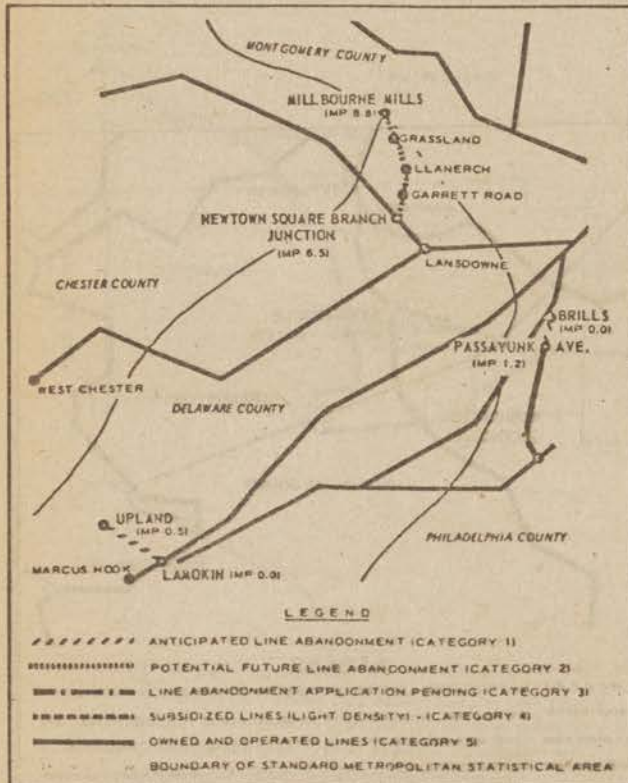 MONTGOMERY COUNTY
MILLBOURNE MILLS
GRASSLAND
LLANERCH
GARRETT ROAD
NEWTOWN SQUARE BRANCH
JUNCTION
(MP 6.5)
LANSDOWNE
CHESTER COUNTY
BRILLS
(MP 0.0)
PASSAYUNK AVE.
(MP 1.2)
WEST CHESTER
DELAWARE COUNTY
UPLAND
(MP 0.5)
PHILADELPHIA COUNTY
MARCUS HOOK
LAMOKIN (MP 0.0)
LEGEND
ANTICIPATED LINE ABANDONMENT (CATEGORY 1)
POTENTIAL FUTURE LINE ABANDONMENT (CATEGORY 2)
LINE ABANDONMENT APPLICATION PENDING (CATEGORY 3)
SUBSIDIZED LINES (LIGHT DENSITY) - (CATEGORY 4)
OWNED AND OPERATED LINES (CATEGORY 5)
BOUNDARY OF STANDARD METROPOLITAN STATISTICAL AREA